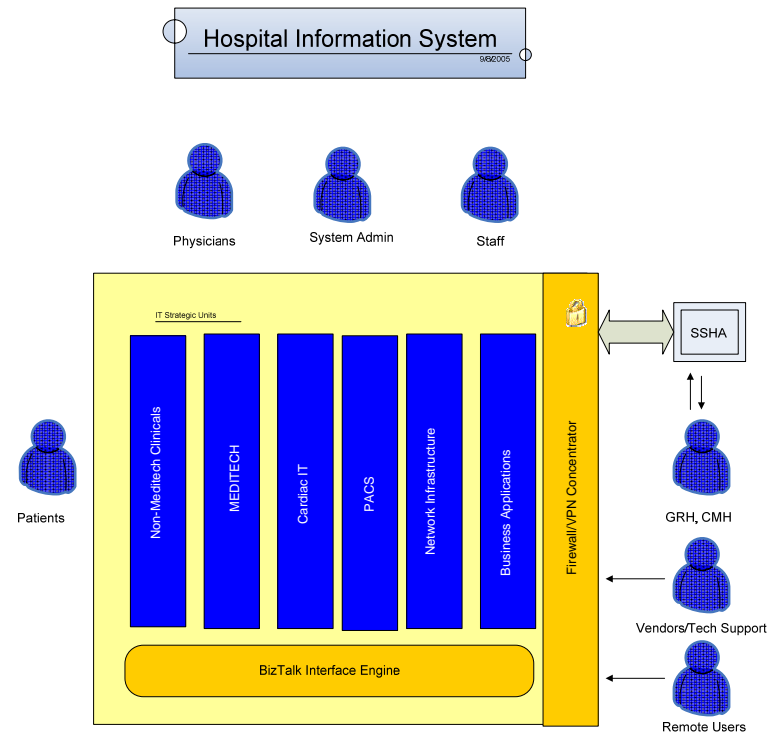 Hospital Information System
9/8/2005
Physicians
System Admin
Staff
IT Strategic Units
SSHA
Non-Meditech Clinicals
MEDITECH
Cardiac IT
PACS
Network Infrastructure
Business Applications
Firewall/VPN Concentrator
Patients
GRH, CMH
Vendors/Tech Support
BizTalk Interface Engine
Remote Users